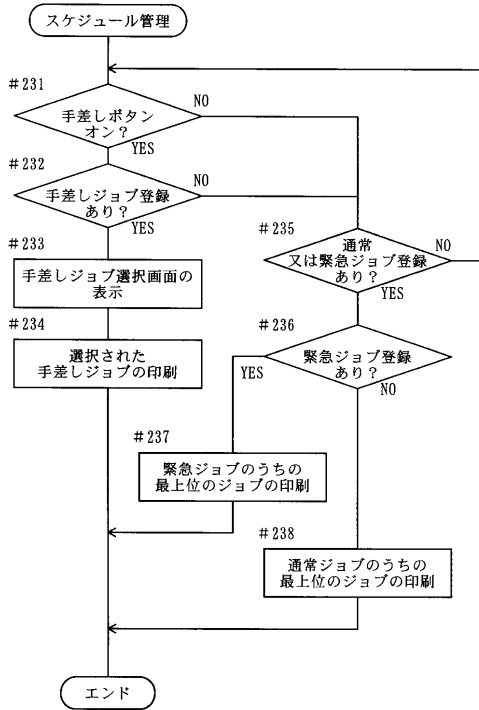 スケジュール管理
#231
手差しボタン
オン？
NO
YES
#232
手差しジョブ登録
あり？
NO
YES
#233
手差しジョブ選択画面の
表示
#234
選択された
手差しジョブの印刷
#235
通常
又は緊急ジョブ登録
あり？
NO
YES
#236
緊急ジョブ登録
あり？
YES
NO
#237
緊急ジョブのうちの
最上位のジョブの印刷
#238
通常ジョブのうちの
最上位のジョブの印刷
エンド